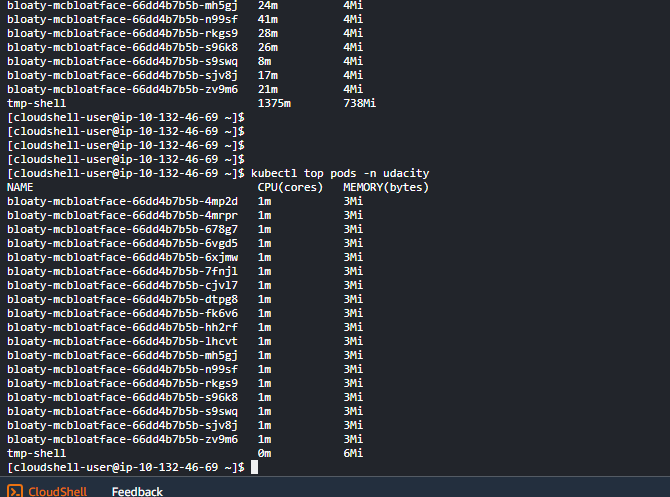 bloaty-mcbloatface-66dd4b7b5b-mh5gj 24m 4Mi
bloaty-mcbloatface-66dd4b7b5b-n99sf 41m 4Mi
bloaty-mcbloatface-66dd4b7b5b-rkgs9 28m 4Mi
bloaty-mcbloatface-66dd4b7b5b-s96k8 26m 4Mi
bloaty-mcbloatface-66dd4b7b5b-s9swq 8m 4Mi
bloaty-mcbloatface-66dd4b7b5b-sjv8j 17m 4Mi
bloaty-mcbloatface-66dd4b7b5b-zv9m6 21m 4Mi
tmp-shell 1375m 738Mi
[cloudshell-user@ip-10-132-46-69 ~]$
[cloudshell-user@ip-10-132-46-69 ~]$
[cloudshell-user@ip-10-132-46-69 ~]$
[cloudshell-user@ip-10-132-46-69 ~]$
[cloudshell-user@ip-10-132-46-69 ~]$ kubectl top pods -n udacity
NAME CPU(cores) MEMORY(bytes)
bloaty-mcbloatface-66dd4b7b5b-4mp2d 1m 3Mi
bloaty-mcbloatface-66dd4b7b5b-4mrpr 1m 3Mi
bloaty-mcbloatface-66dd4b7b5b-678g7 1m 3Mi
bloaty-mcbloatface-66dd4b7b5b-6vgd5 1m 3Mi
bloaty-mcbloatface-66dd4b7b5b-6xjmw 1m 3Mi
bloaty-mcbloatface-66dd4b7b5b-7fnjl 1m 3Mi
bloaty-mcbloatface-66dd4b7b5b-cjvl7 1m 3Mi
bloaty-mcbloatface-66dd4b7b5b-dtpg8 1m 3Mi
bloaty-mcbloatface-66dd4b7b5b-fk6v6 1m 3Mi
bloaty-mcbloatface-66dd4b7b5b-hh2rf 1m 3Mi
bloaty-mcbloatface-66dd4b7b5b-lhcvt 1m 3Mi
bloaty-mcbloatface-66dd4b7b5b-mh5gj 1m 3Mi
bloaty-mcbloatface-66dd4b7b5b-n99sf 1m 3Mi
bloaty-mcbloatface-66dd4b7b5b-rkgs9 1m 3Mi
bloaty-mcbloatface-66dd4b7b5b-s96k8 1m 3Mi
bloaty-mcbloatface-66dd4b7b5b-s9swq 1m 3Mi
bloaty-mcbloatface-66dd4b7b5b-sjv8j 1m 3Mi
bloaty-mcbloatface-66dd4b7b5b-zv9m6 1m 3Mi
tmp-shell 0m 6Mi
[cloudshell-user@ip-10-132-46-69 ~]$
CloudShell Feedback